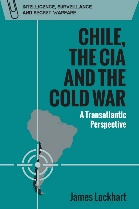 INTELLIGENCE, SURVEILLANCE
AND SECRET WARFARE
CHILE,
THE CIA
AND THE
COLD WAR
A Transatlantic
Perspective
James Lockhart